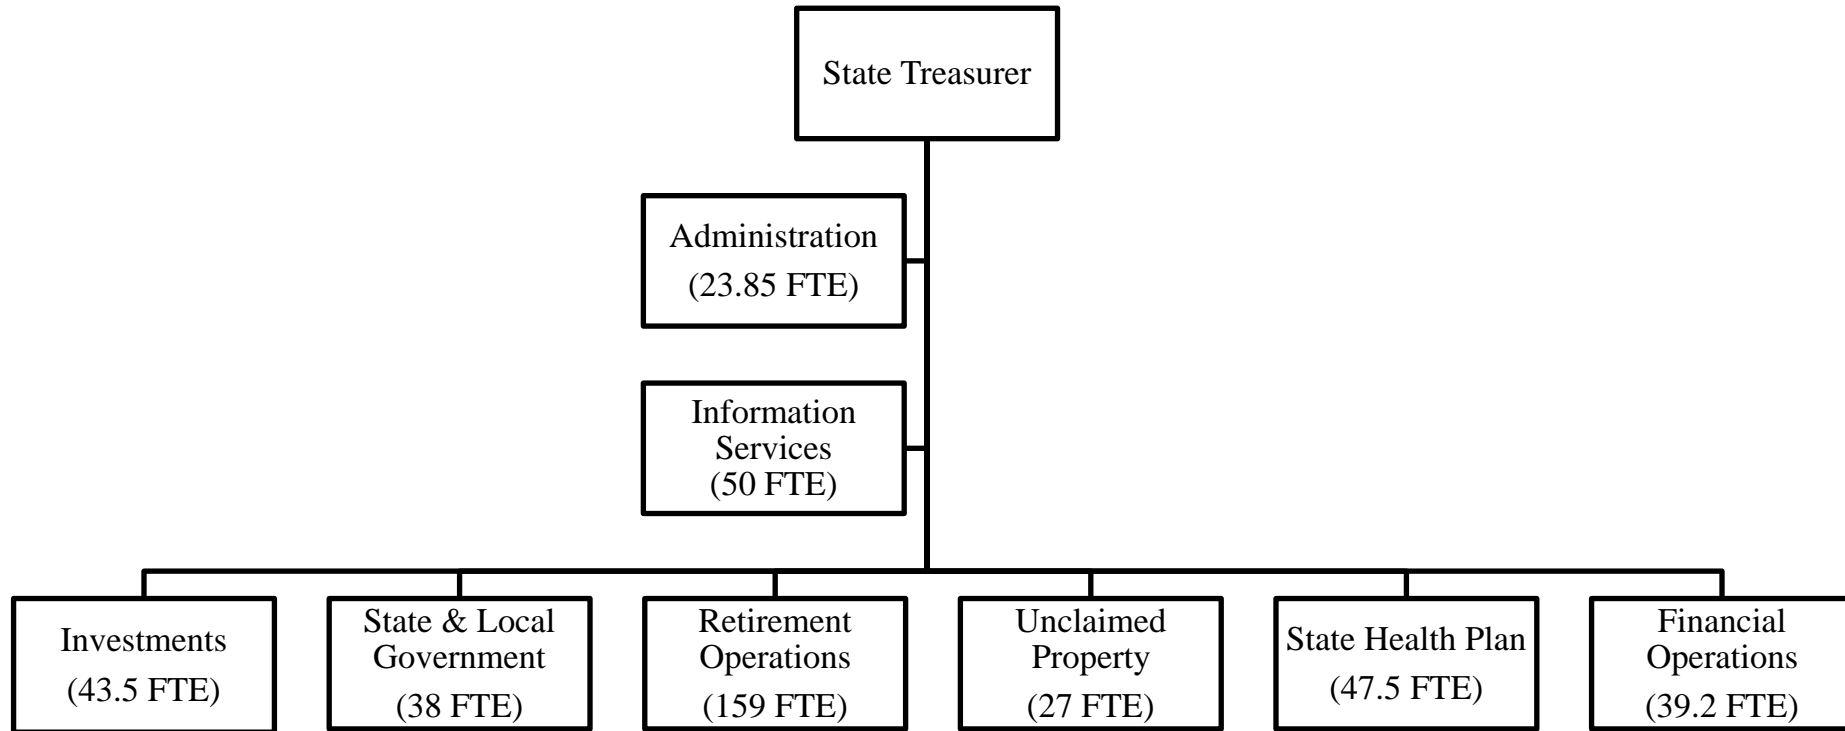 State Treasurer
Administration
(23.85 FTE)
Information
Services
(50 FTE)
Investments
(43.5 FTE)
State & Local
Government
(38 FTE)
Retirement
Operations
(159 FTE)
Unclaimed
Property
(27 FTE)
State Health Plan
(47.5 FTE)
Financial
Operations
(39.2 FTE)